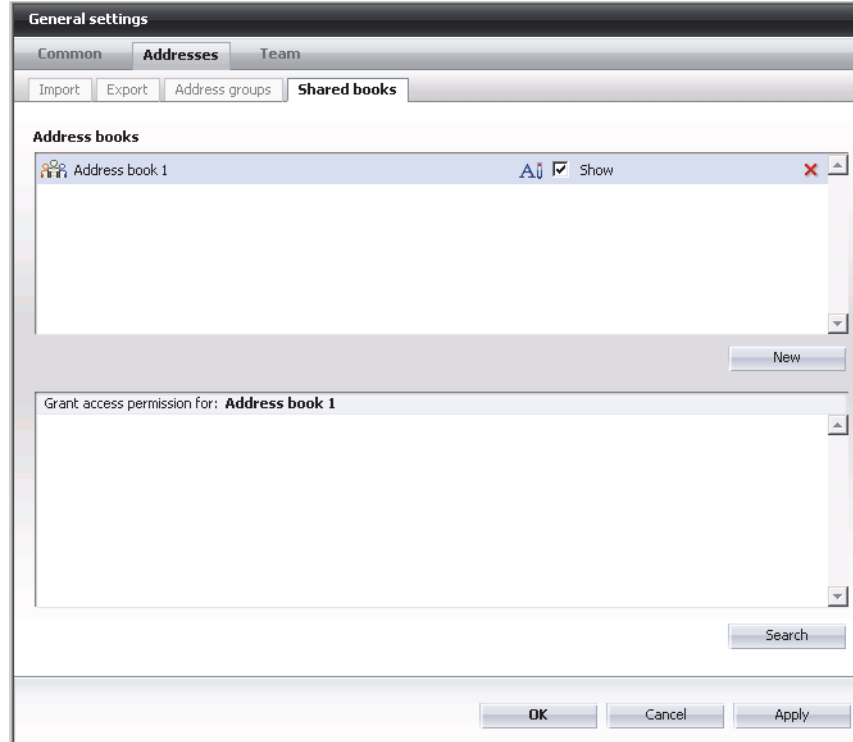 General settings
Common Addresses Team
Import Export Address groups Shared books
Address books
Address book 1 Show
New
Grant access permission for: Address book 1
Search
OK Cancel Apply